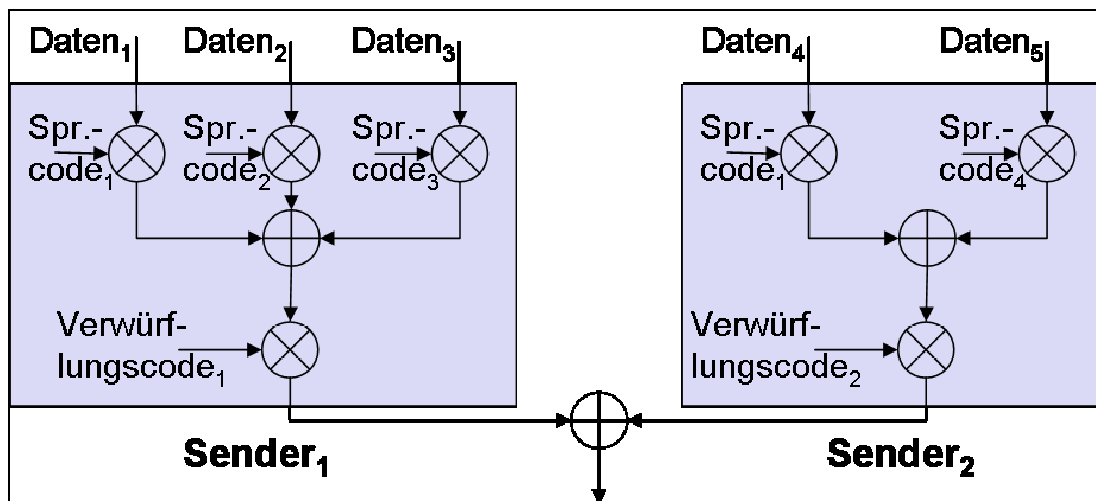 Daten1 Daten2 Daten3 Daten4 Daten5
Spr.-
code1
Spr.-
code2
Spr.-
code3
Spr.-
code1
Spr.-
code4
Verwürf-
lungscode1
Verwürf-
lungscode2
Sender1
Sender2